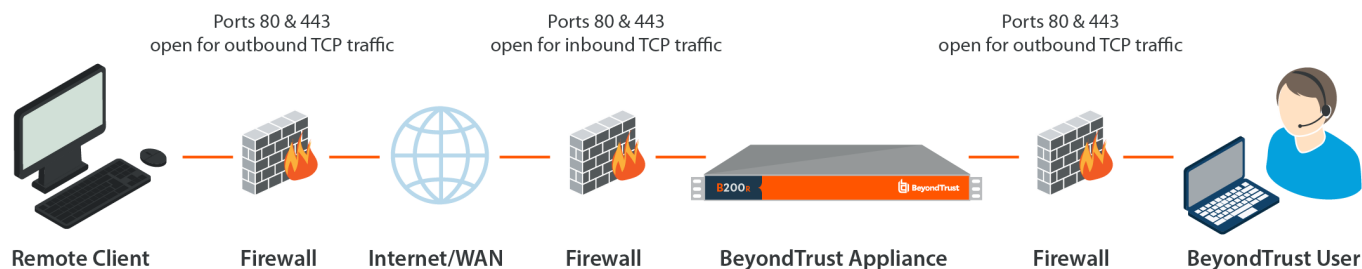 Ports 80 & 443
open for outbound TCP traffic
Ports 80 & 443
open for inbound TCP traffic
Ports 80 & 443
open for outbound TCP traffic
B200R
BeyondTrust
Remote Client
Firewall
Internet/WAN
Firewall
BeyondTrust Appliance
Firewall
BeyondTrust User